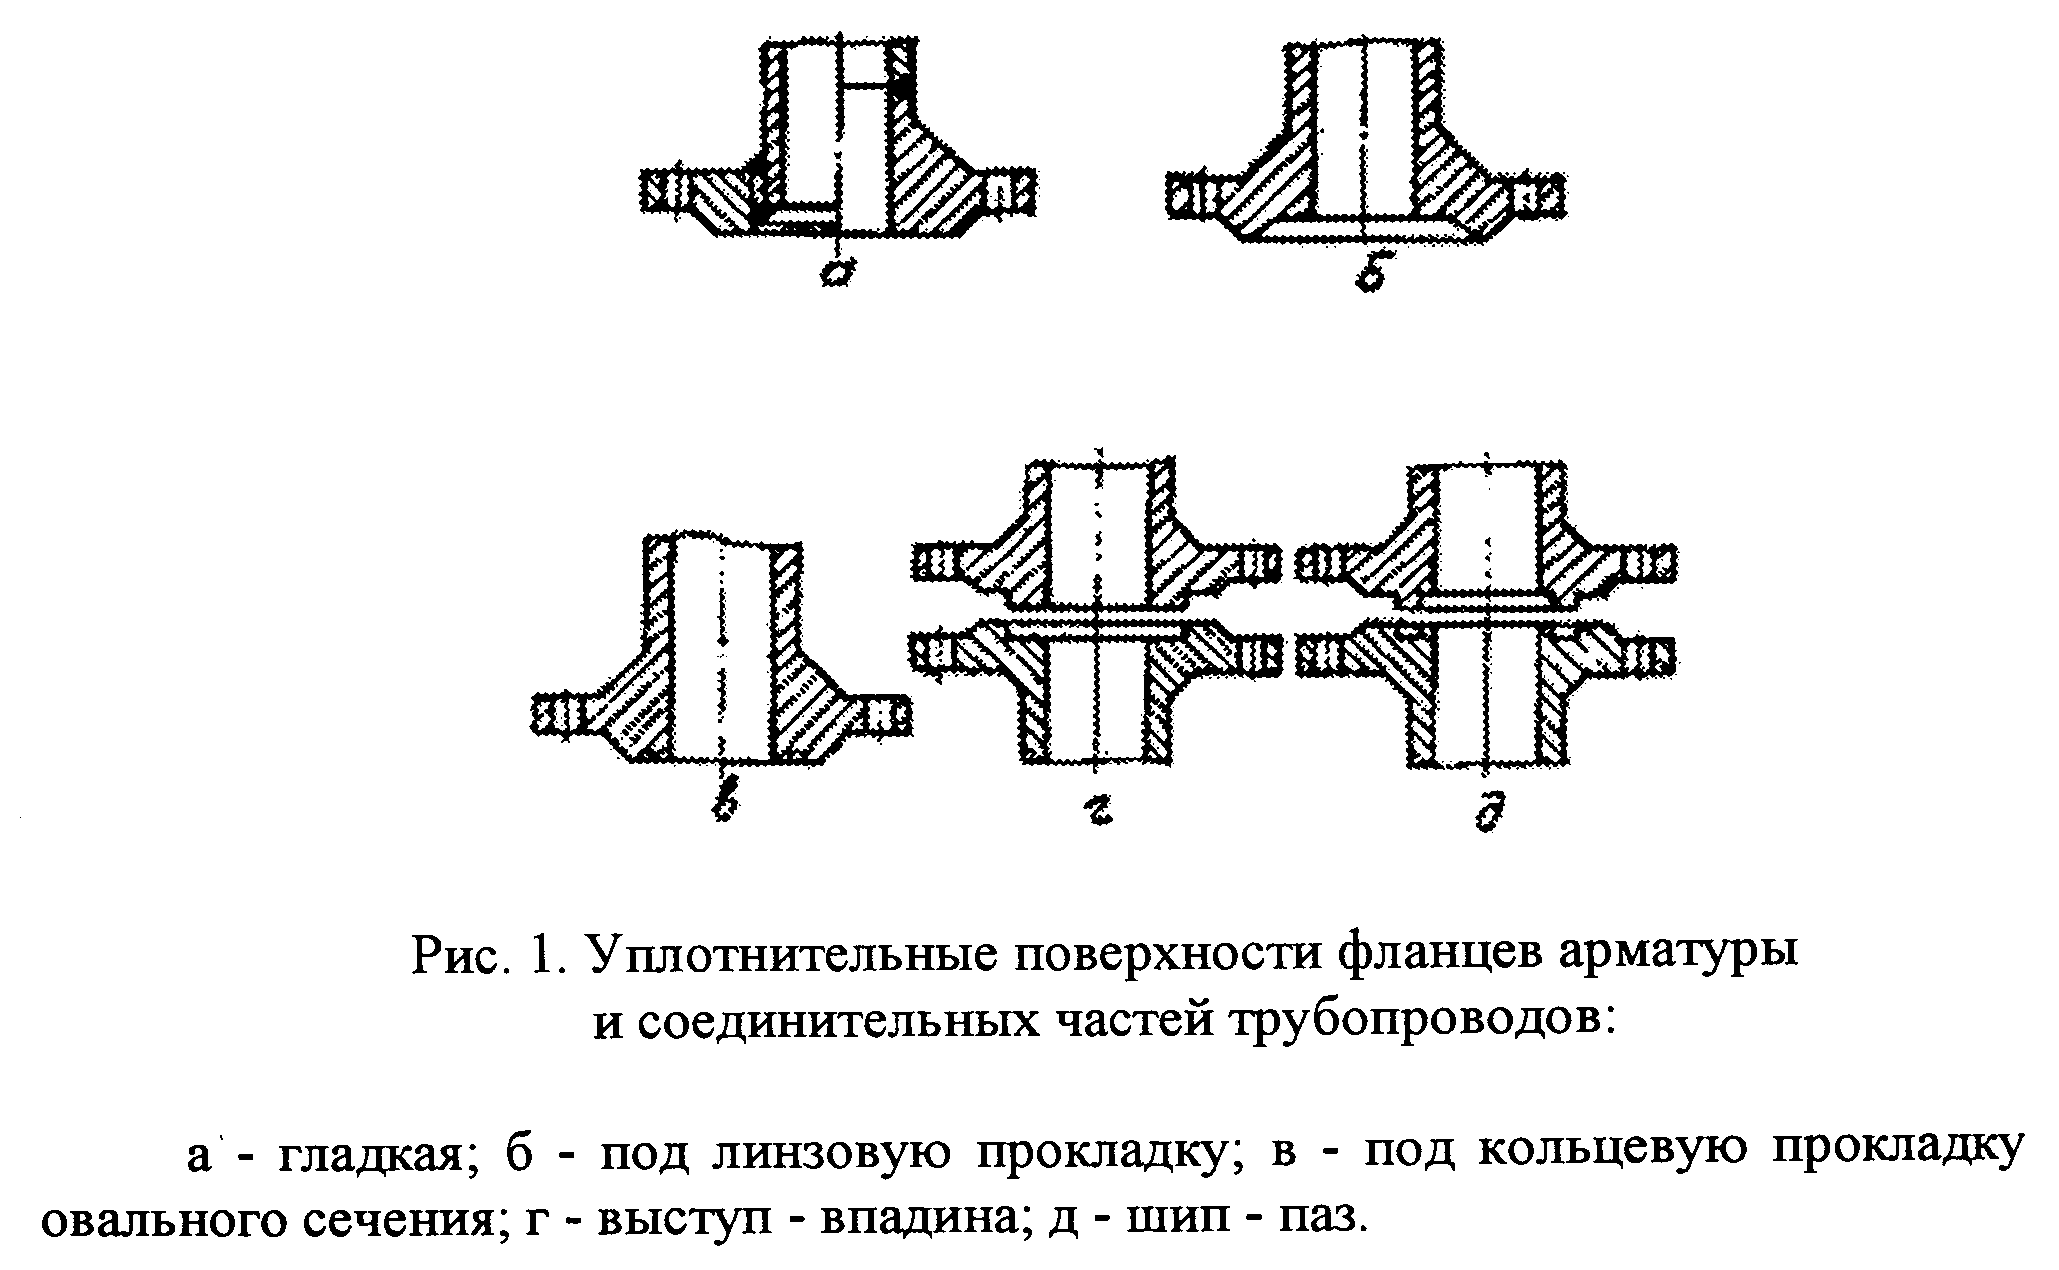 а
б
в
г
д
Рис. 1. Уплотнительные поверхности фланцев арматуры
и соединительных частей трубопроводов:
а - гладкая; б - под линзовую прокладку; в - под кольцевую прокладку
овального сечения; г - выступ - впадина; д - шип - паз.